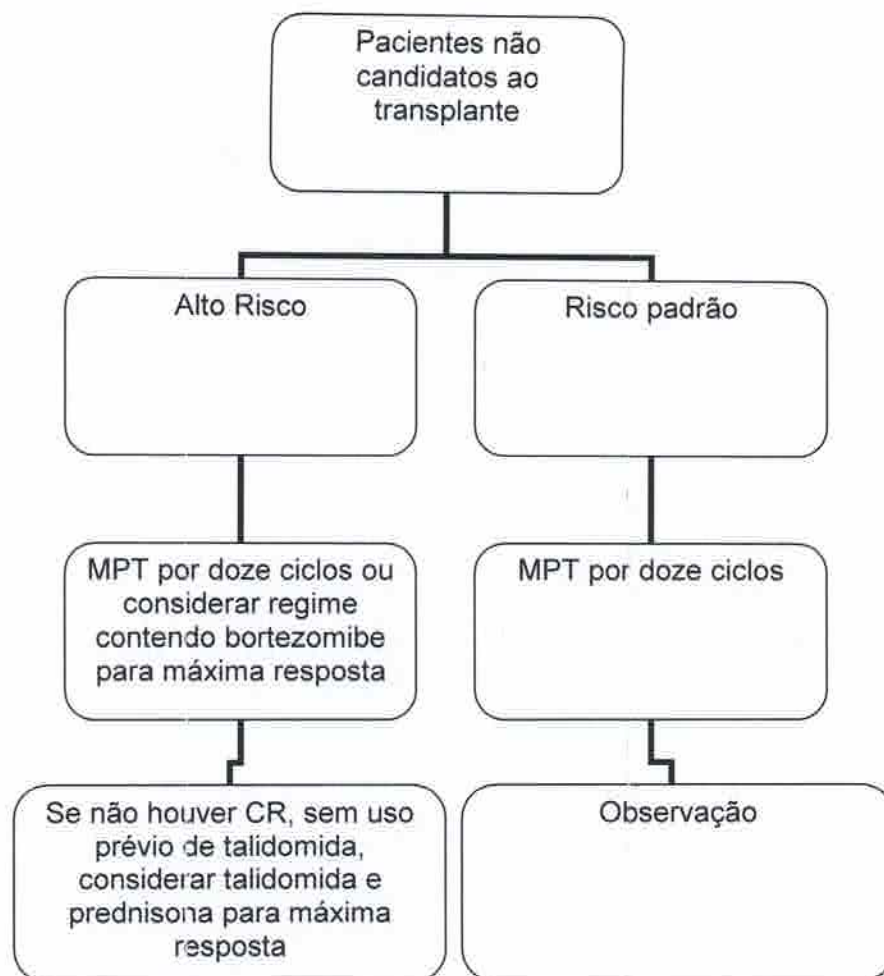 Pacientes não
candidatos ao
transplante
Alto Risco
Risco padrão
MPT por doze ciclos ou
considerar regime
contendo bortezomibe
para máxima resposta
MPT por doze ciclos
Se não houver CR, sem uso
prévio de talidomida,
considerar talidomida e
prednisona para máxima
resposta
Observação